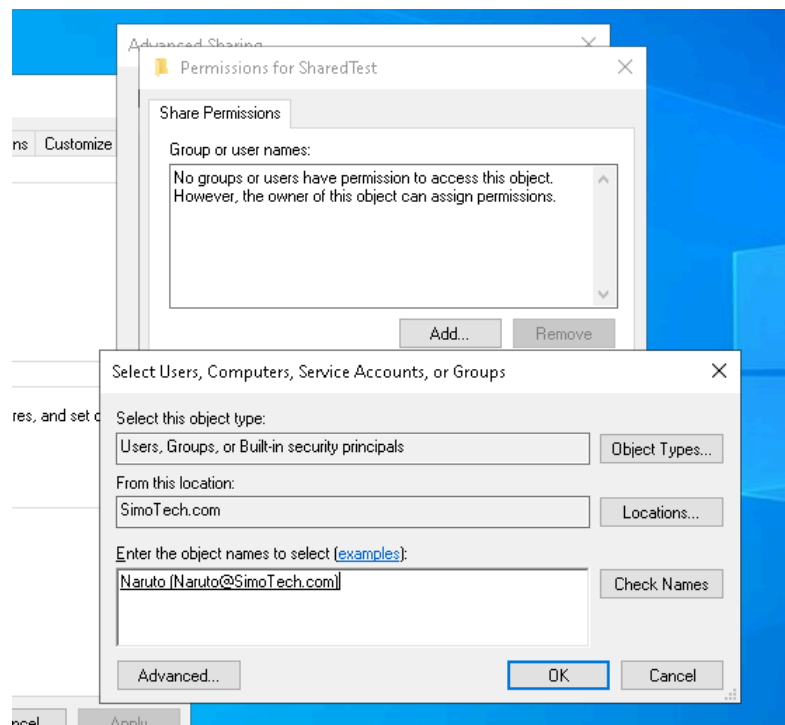 Advanced Sharing
Permissions for SharedTest
Share Permissions
Customize
Group or user names:
No groups or users have permission to access this object.
However, the owner of this object can assign permissions.
Add...
Remove
Select Users, Computers, Service Accounts, or Groups
Select this object type:
Users, Groups, or Built-in security principals
Object Types...
From this location:
SimoTech.com
Locations...
Enter the object names to select (examples):
Naruto (Naruto@SimoTech.com)
Check Names
Advanced...
OK
Cancel
and set
Apply